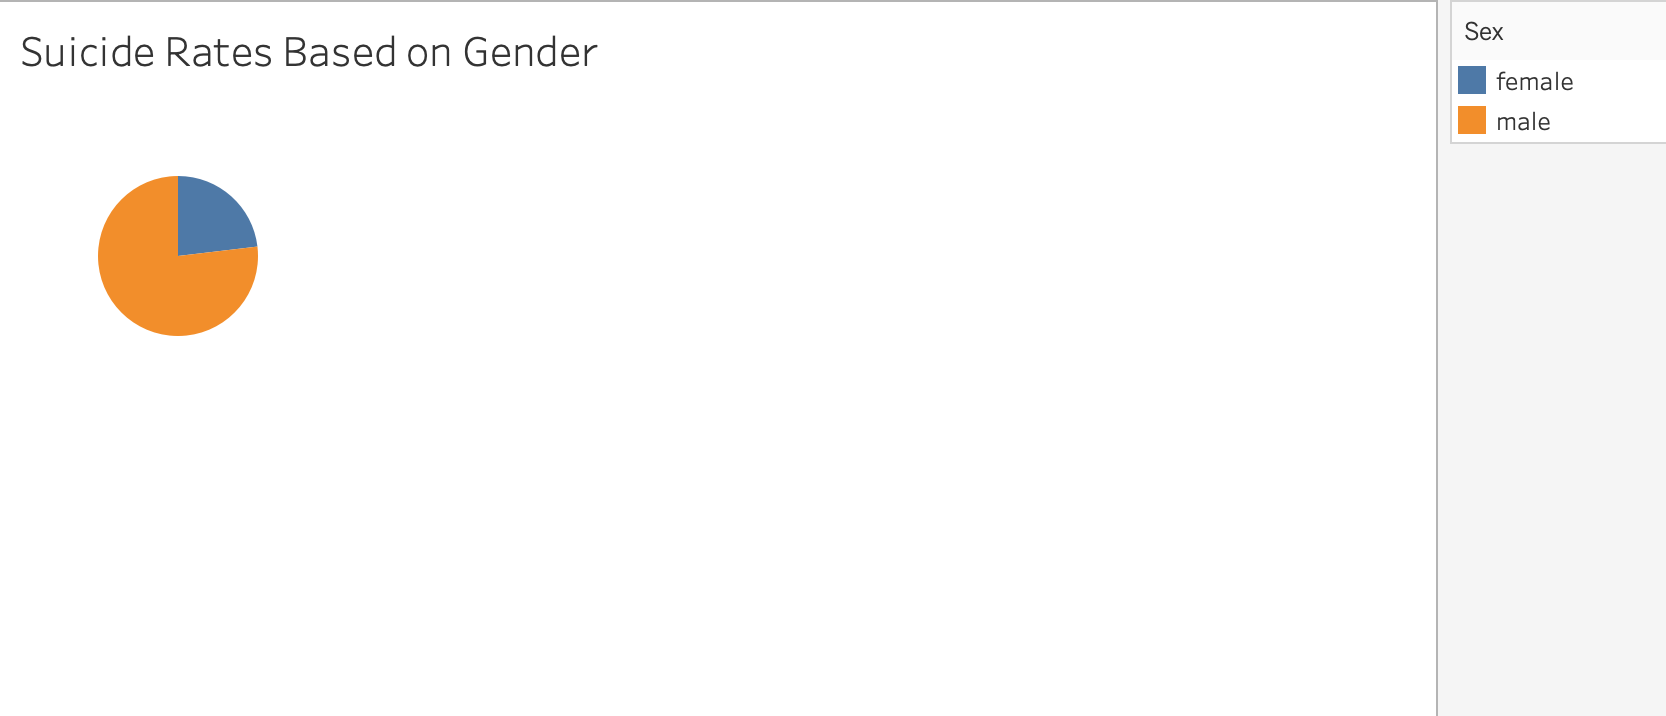 Suicide Rates Based on Gender
Sex
female
male